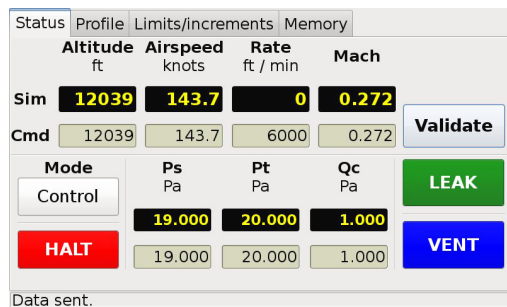 Status Profile Limits/increments Memory
Altitude Airspeed Rate Mach
ft knots ft / min
Sim 12039 143.7 0 0.272
Cmd 12039 143.7 6000 0.272 Validate
Mode Ps Pt Qc
Pa Pa Pa
Control LEAK
19.000 20.000 1.000
HALT VENT
19.000 20.000 1.000
Data sent.